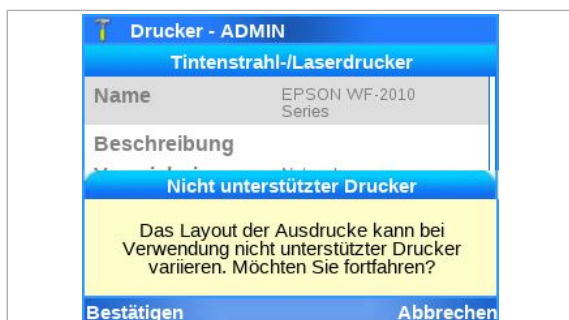 Drucker - ADMIN
Tintenstrahl-/Laserdrucker
Name EPSON WF-2010
Series
Beschreibung
Nicht unterstützter Drucker
Das Layout der Ausdrucke kann bei
Verwendung nicht unterstützter Drucker
variieren. Möchten Sie fortfahren?
Bestätigen Abbrechen